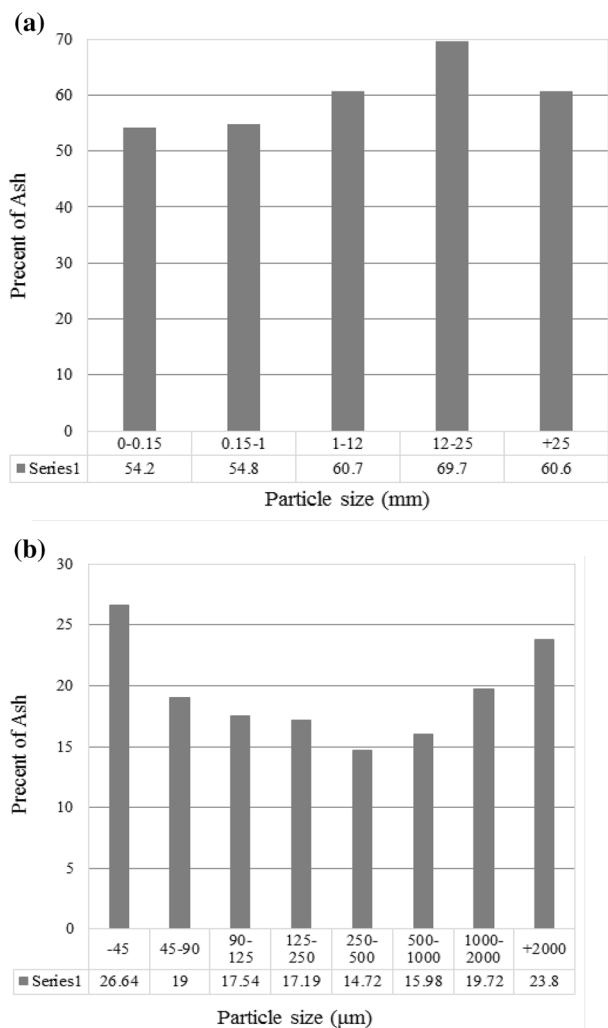 (a)
70
60
50
40
30
20
10
0
Precent of Ash
0-0.15 0.15-1 1-12 12-25 +25
Series1 54.2 54.8 60.7 69.7 60.6
Particle size (mm)
(b)
30
25
20
15
10
5
0
Precent of Ash
-45 45-90 90-125 125-250 250-500 500-1000 1000-2000 +2000
Series1 26.64 19 17.54 17.19 14.72 15.98 19.72 23.8
Particle size (µm)